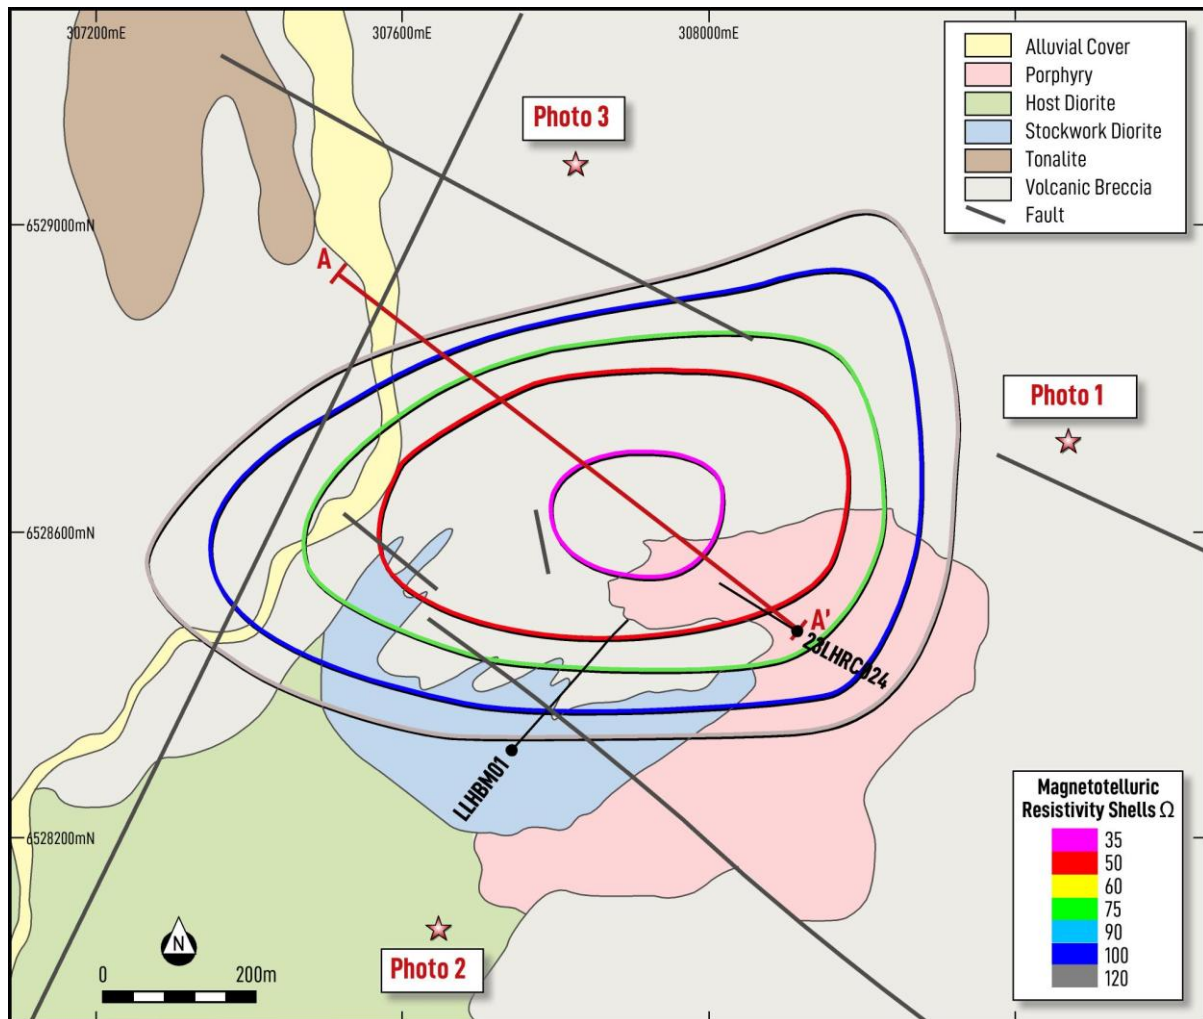 307200mE
307600mE
308000mE
Alluvial Cover
Porphyry
Host Diorite
Stockwork Diorite
Tonalite
Volcanic Breccia
Fault
Photo 3
6529000mN
A
Photo 1
6528600mN
A'
23LHRC024
LLHBM01
6528200mN
Magnetotelluric
Resistivity Shells Ω
35
50
60
75
90
100
120
N
0 200m
Photo 2